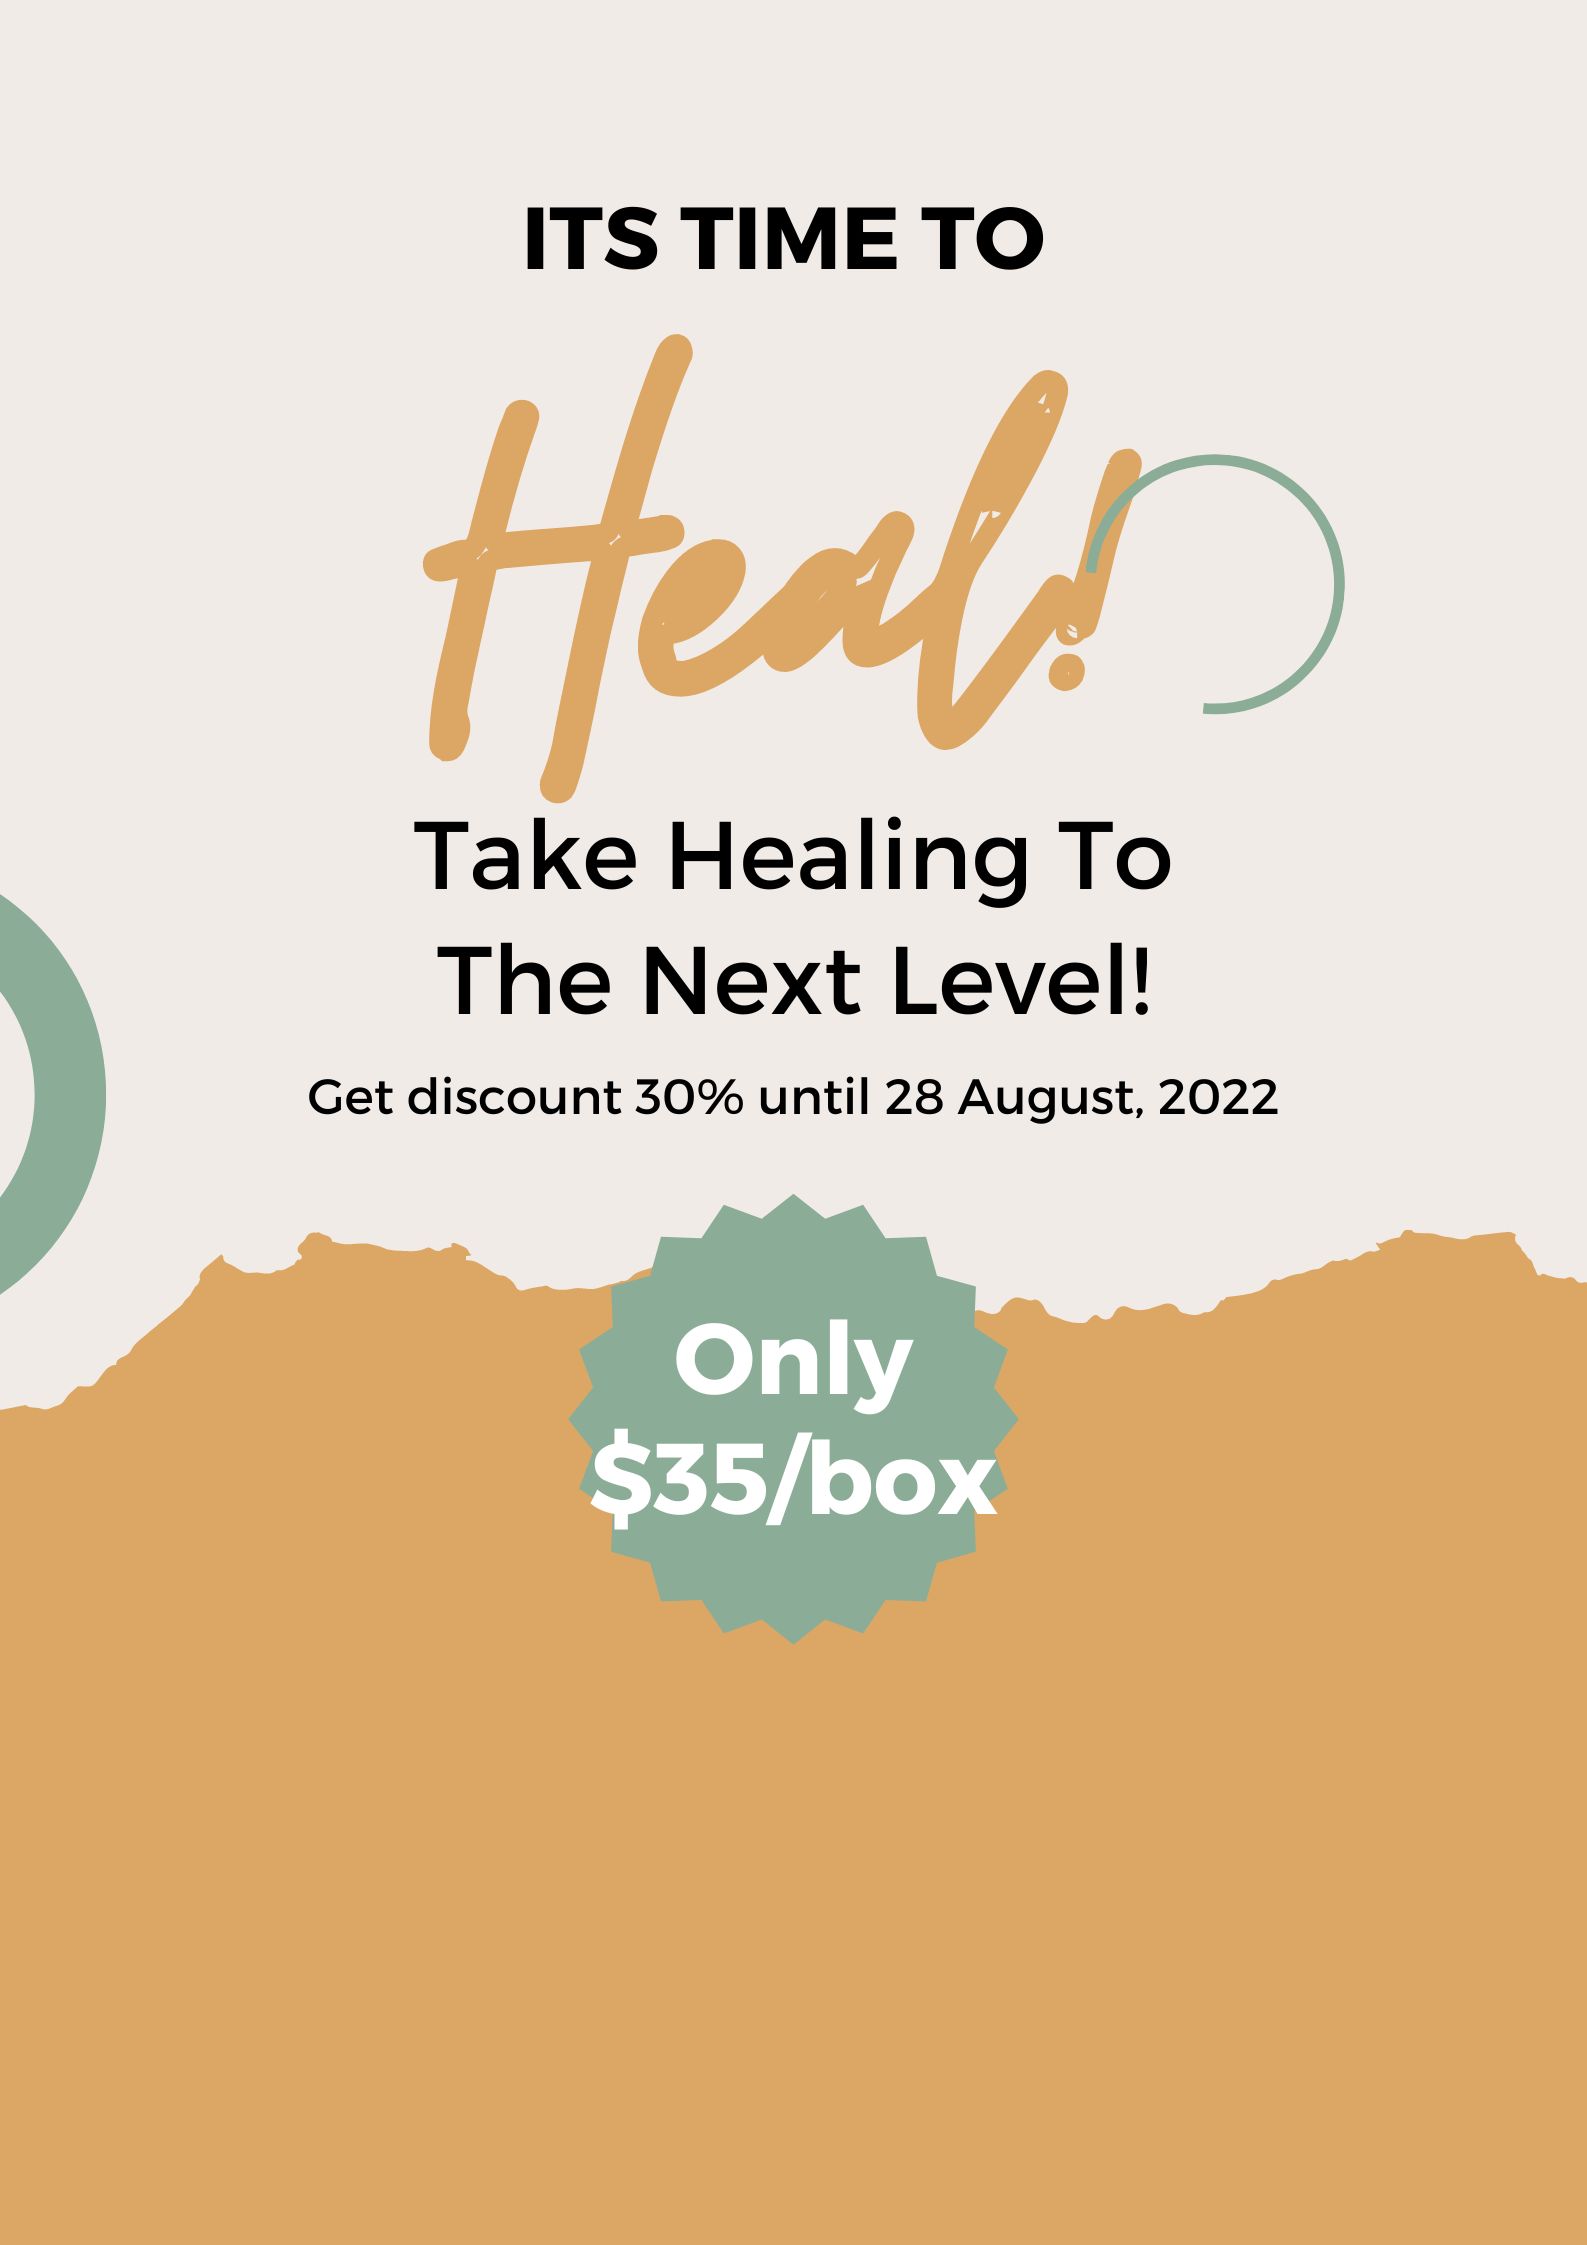 ITS TIME TO
Heal!
Take Healing To
The Next Level!
Get discount 30% until 28 August, 2022
Only
$35/box